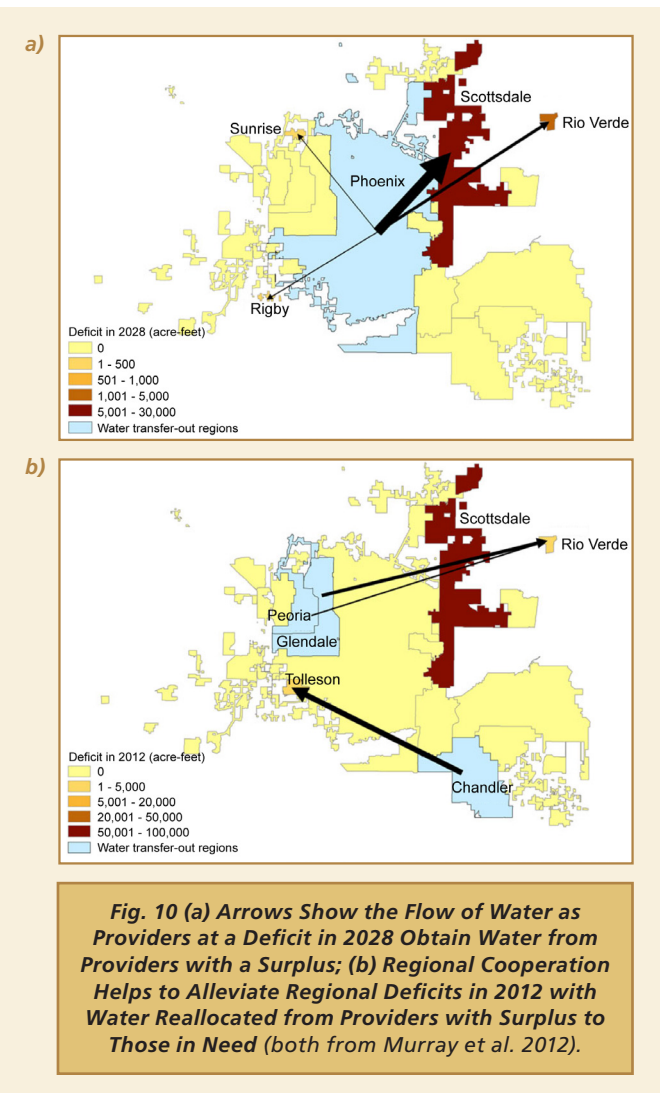 a)
Scottsdale
Sunrise
Rio Verde
Phoenix
Rigby
Deficit in 2028 (acre-feet)
0
1 - 500
501 - 1,000
1,001 - 5,000
5,001 - 30,000
Water transfer-out regions
b)
Scottsdale
Rio Verde
Peoria
Glendale
Tolleson
Chandler
Deficit in 2012 (acre-feet)
0
1 - 5,000
5,001 - 20,000
20,001 - 50,000
50,001 - 100,000
Water transfer-out regions
Fig. 10 (a) Arrows Show the Flow of Water as
Providers at a Deficit in 2028 Obtain Water from
Providers with a Surplus; (b) Regional Cooperation
Helps to Alleviate Regional Deficits in 2012 with
Water Reallocated from Providers with Surplus to
Those in Need (both from Murray et al. 2012).